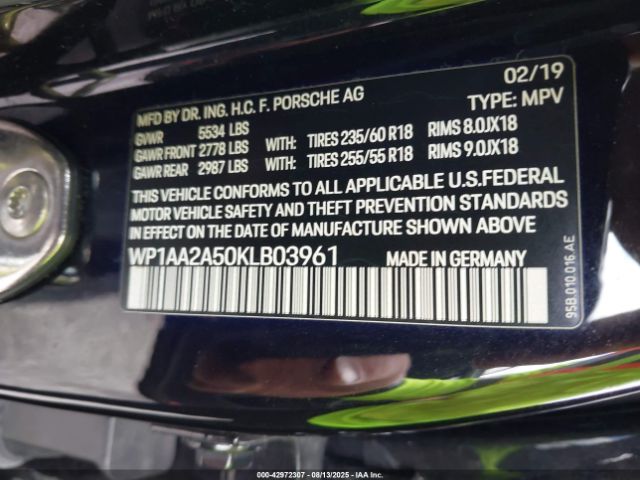 02/19
MFD BY DR. ING. H.C. F. PORSCHE AG
TYPE: MPV
GVWR 5534 LBS
GAWR FRONT 2778 LBS WITH: TIRES 235/60 R18 RIMS 8.0JX18
GAWR REAR 2987 LBS WITH: TIRES 255/55 R18 RIMS 9.0JX18
THIS VEHICLE CONFORMS TO ALL APPLICABLE U.S.FEDERAL
MOTOR VEHICLE SAFETY AND THEFT PREVENTION STANDARDS
IN EFFECT ON THE DATE OF MANUFACTURE SHOWN ABOVE
WP1AA2A50KLB03961 MADE IN GERMANY
95B.010.016.AE
000-42972307 - 08/13/2025 - IAA, Inc.